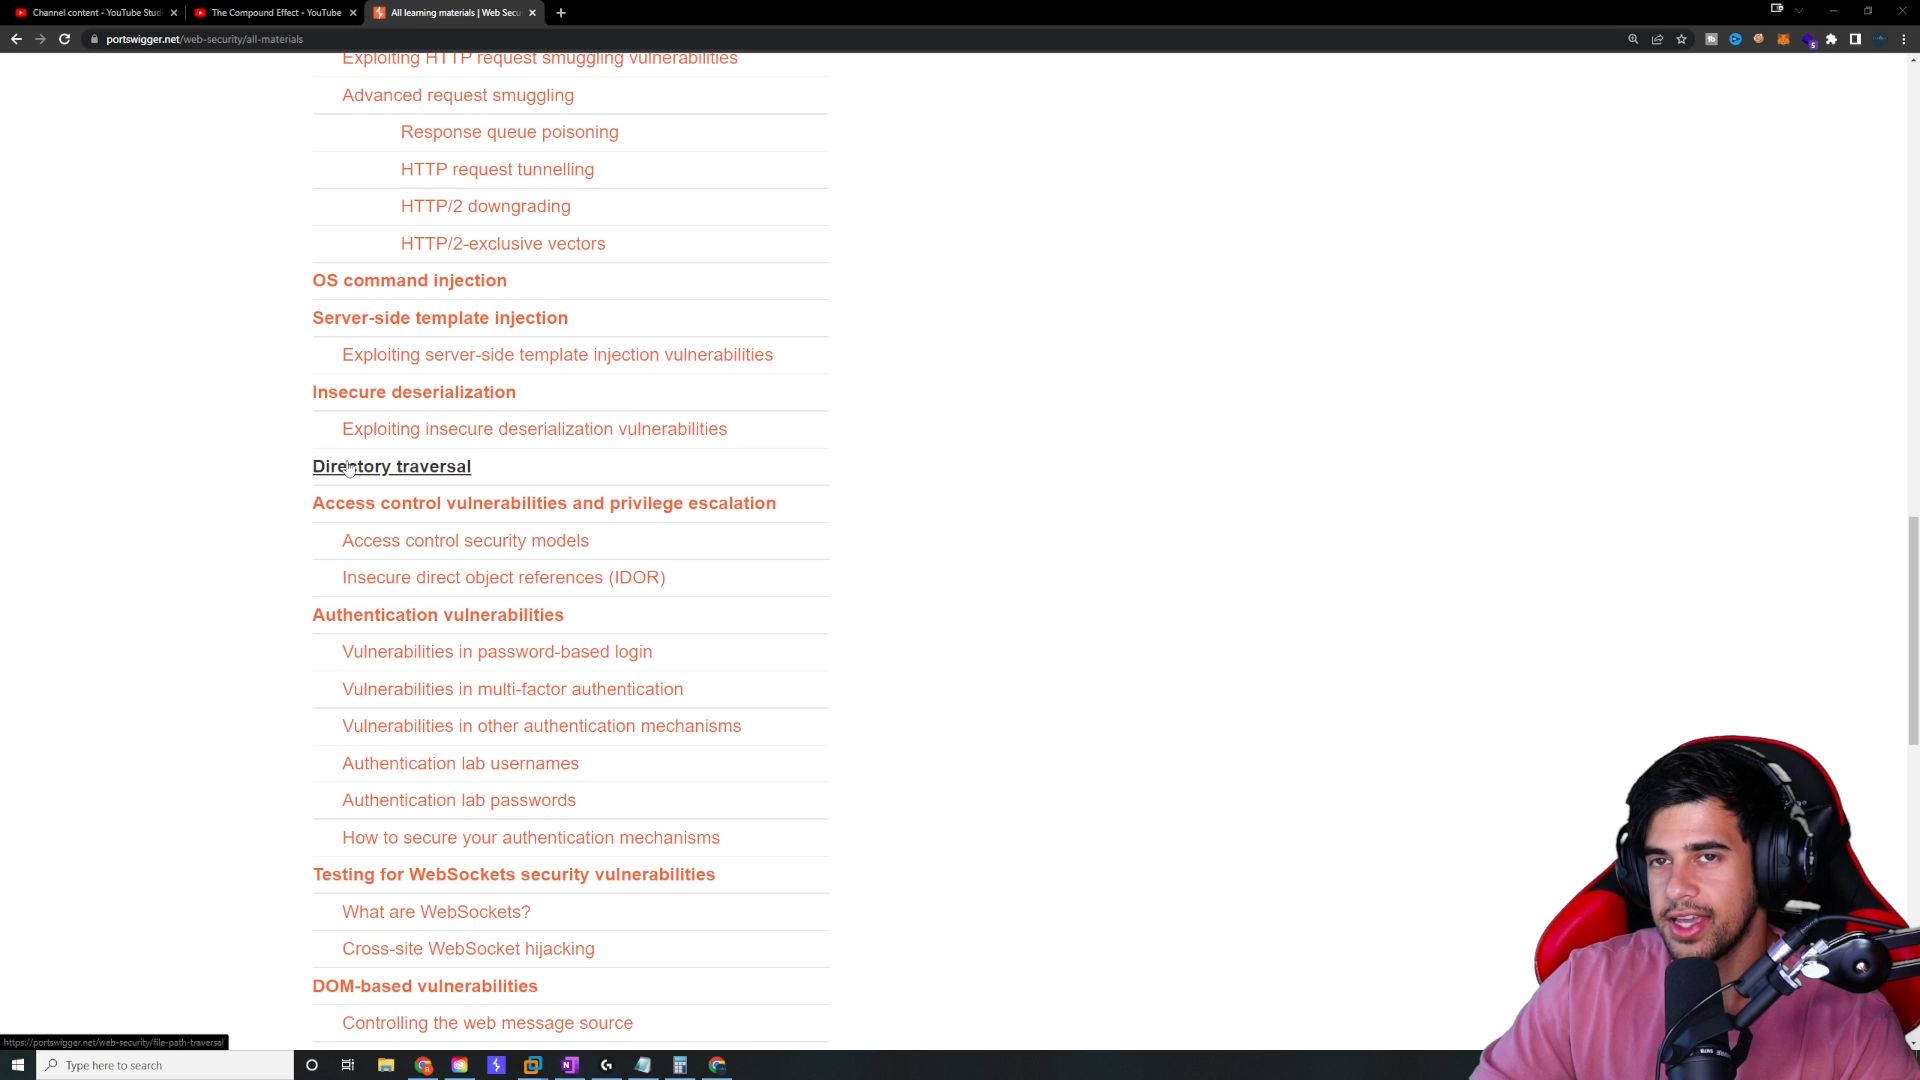 Channel content - YouTube Stud
The Compound Effect - YouTube
All learning materials | Web Secu
portswigger.net/web-security/all-materials
Exploiting HTTP request smuggling vulnerabilities
Advanced request smuggling
Response queue poisoning
HTTP request tunnelling
HTTP/2 downgrading
HTTP/2-exclusive vectors
OS command injection
Server-side template injection
Exploiting server-side template injection vulnerabilities
Insecure deserialization
Exploiting insecure deserialization vulnerabilities
Directory traversal
Access control vulnerabilities and privilege escalation
Access control security models
Insecure direct object references (IDOR)
Authentication vulnerabilities
Vulnerabilities in password-based login
Vulnerabilities in multi-factor authentication
Vulnerabilities in other authentication mechanisms
Authentication lab usernames
Authentication lab passwords
How to secure your authentication mechanisms
Testing for WebSockets security vulnerabilities
What are WebSockets?
Cross-site WebSocket hijacking
DOM-based vulnerabilities
Controlling the web message source
https://portswigger.net/web-security/file-path-traversal
Type here to search